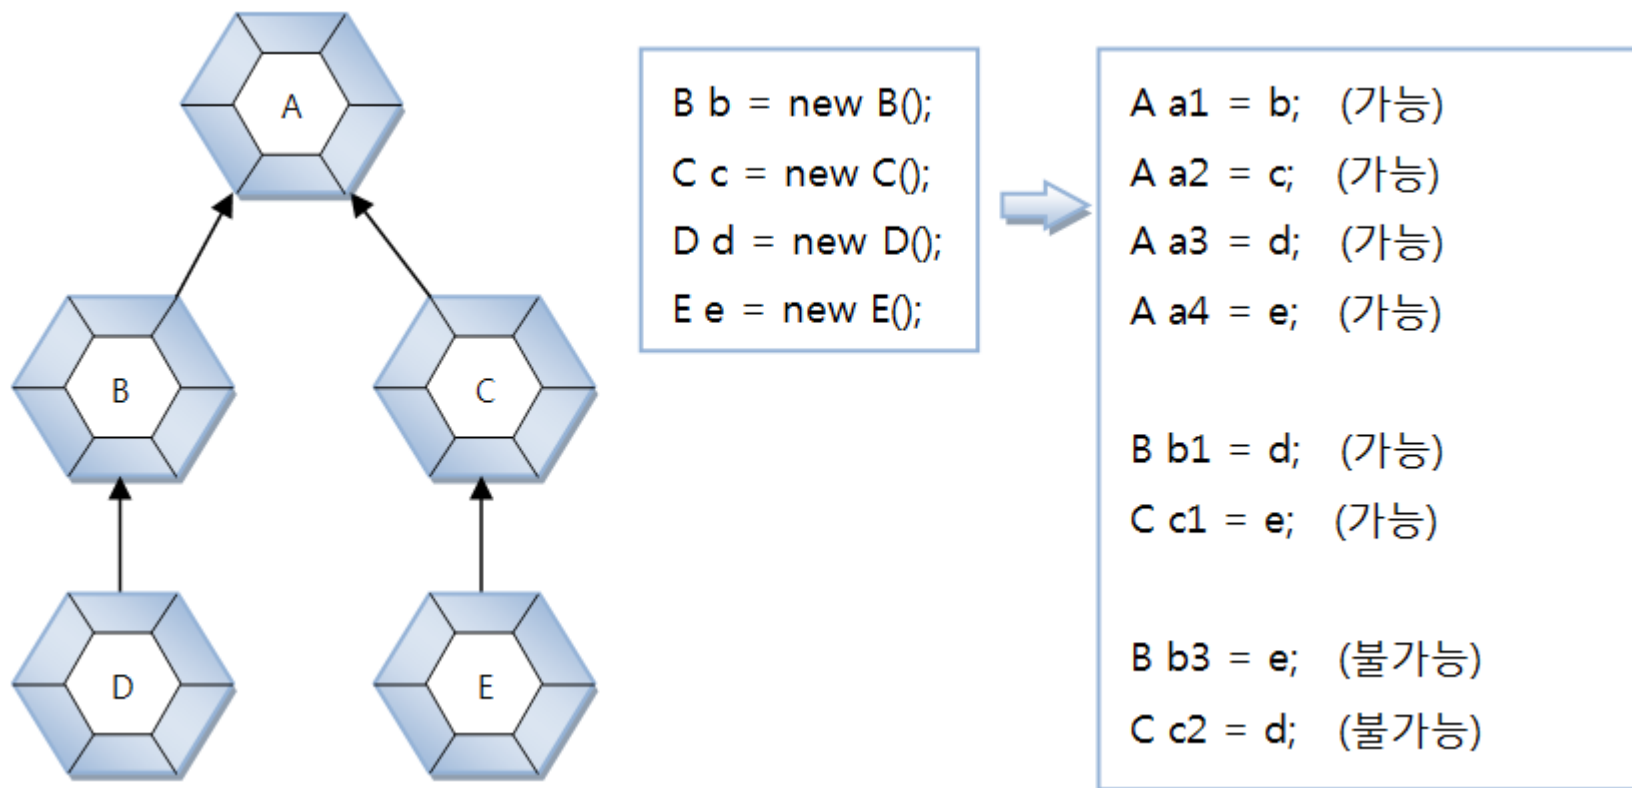 A
B
C
D
E
B b = new B();
C c = new C();
D d = new D();
E e = new E();
A a1 = b; (가능)
A a2 = c; (가능)
A a3 = d; (가능)
A a4 = e; (가능)
B b1 = d; (가능)
C c1 = e; (가능)
B b3 = e; (불가능)
C c2 = d; (불가능)